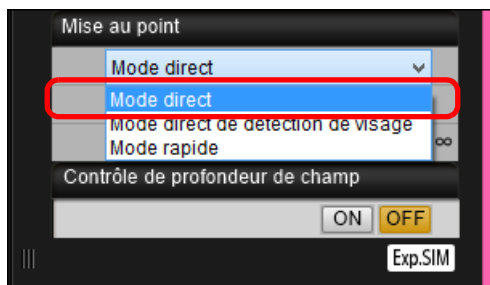 Mise au point
Mode direct
Mode direct
Mode direct de détection de visage
Mode rapide
∞
Contrôle de profondeur de champ
ON OFF
Exp.SIM